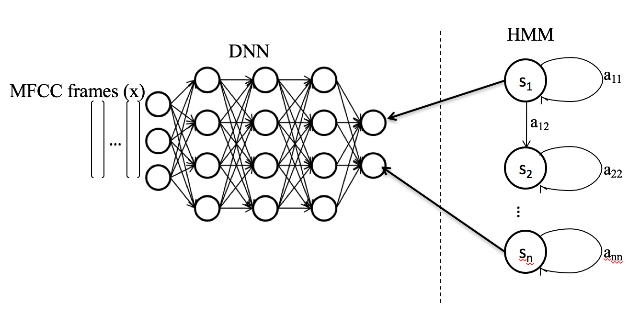 HMM
DNN
MFCC frames (x)
...
s1
a11
a12
s2
a22
...
sn
ann